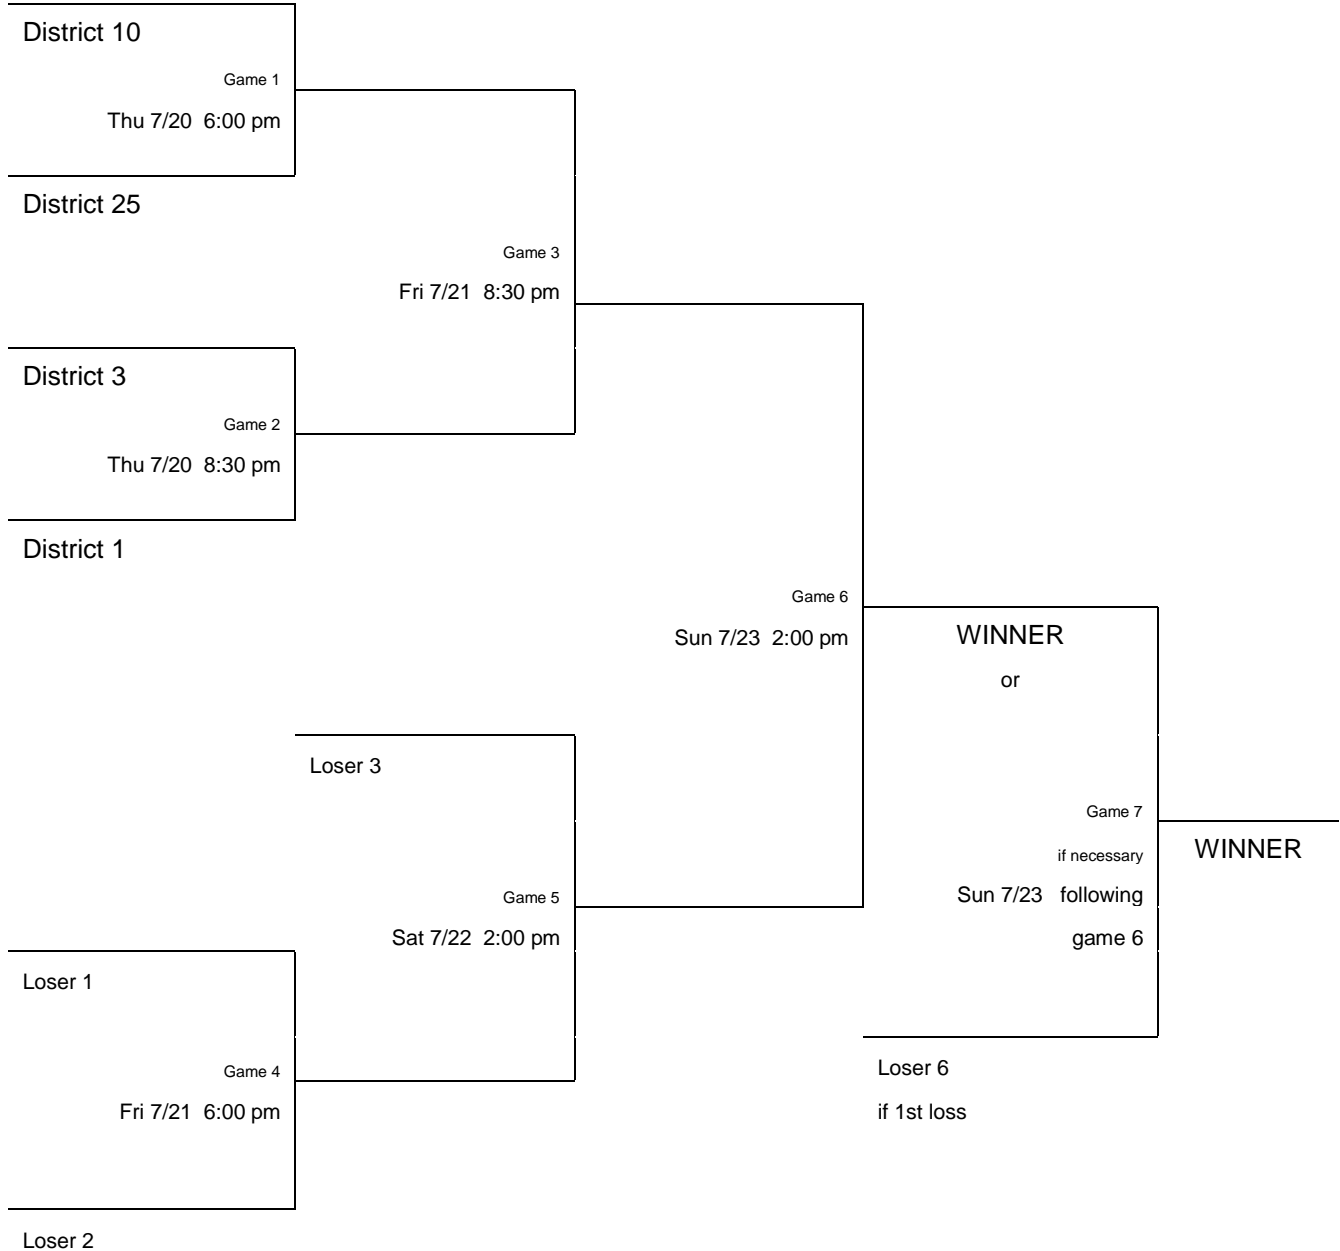 District 10
Game 1
Thu 7/20  6:00 pm
District 25
Game 3
Fri 7/21  8:30 pm
District 3
Game 2
Thu 7/20  8:30 pm
District 1
Game 6
Sun 7/23  2:00 pm
WINNER
or
Loser 3
Game 7
if necessary
WINNER
Sun 7/23   following
game 6
Game 5
Sat 7/22  2:00 pm
Loser 1
Game 4
Fri 7/21  6:00 pm
Loser 6
if 1st loss
Loser 2